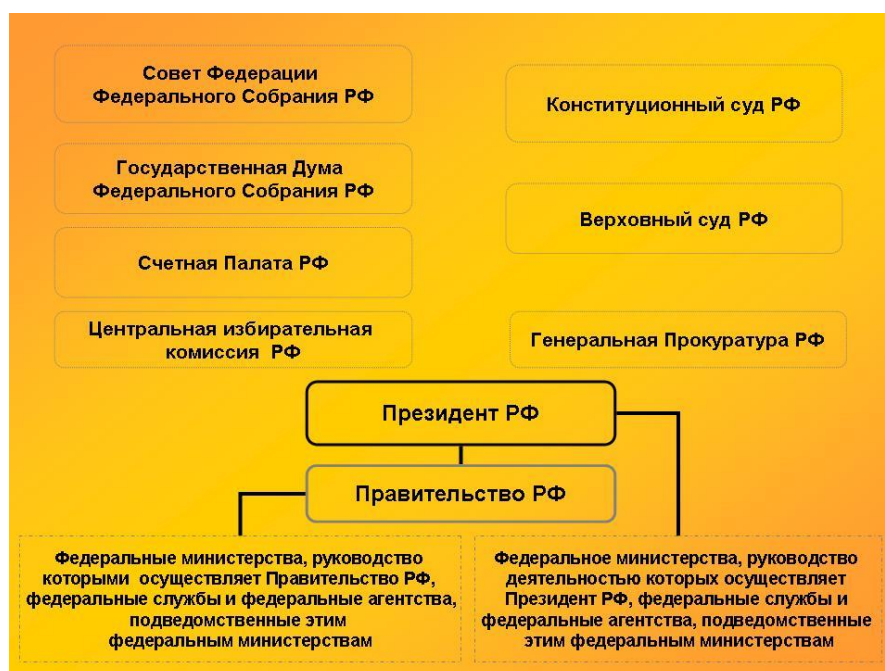 Совет Федерации
Федерального Собрания РФ
Государственная Дума
Федерального Собрания РФ
Счетная Палата РФ
Центральная избирательная
комиссия РФ
Конституционный суд РФ
Верховный суд РФ
Генеральная Прокуратура РФ
Президент РФ
Правительство РФ
Федеральные министерства, руководство
которыми осуществляет Правительство РФ,
федеральные службы и федеральные агентства,
подведомственные этим
федеральным министерствам
Федеральное министерства, руководство
деятельностью которых осуществляет
Президент РФ, федеральные службы и
федеральные агентства, подведомственные
этим федеральным министерствам